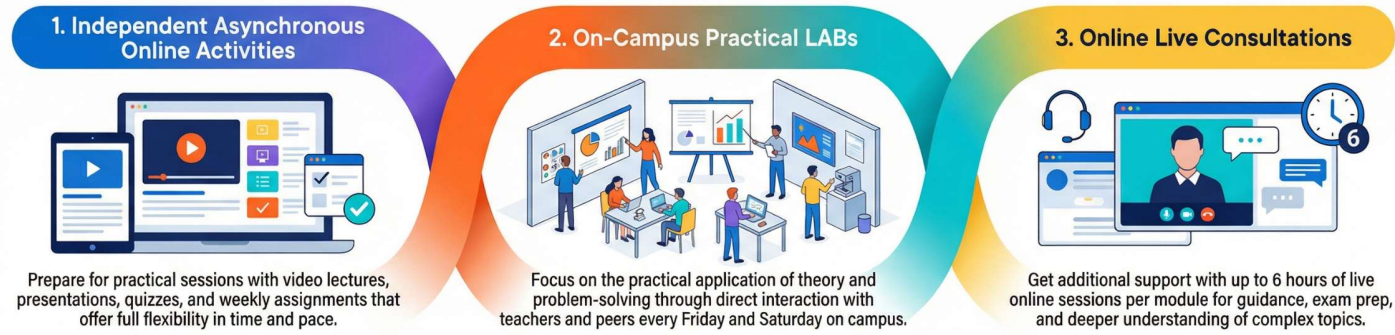 1. Independent Asynchronous
Online Activities
Prepare for practical sessions with video lectures,
presentations, quizzes, and weekly assignments that
offer full flexibility in time and pace.
2. On-Campus Practical LABs
Focus on the practical application of theory and
problem-solving through direct interaction with
teachers and peers every Friday and Saturday on campus.
3. Online Live Consultations
6
Get additional support with up to 6 hours of live
online sessions per module for guidance, exam prep,
and deeper understanding of complex topics.